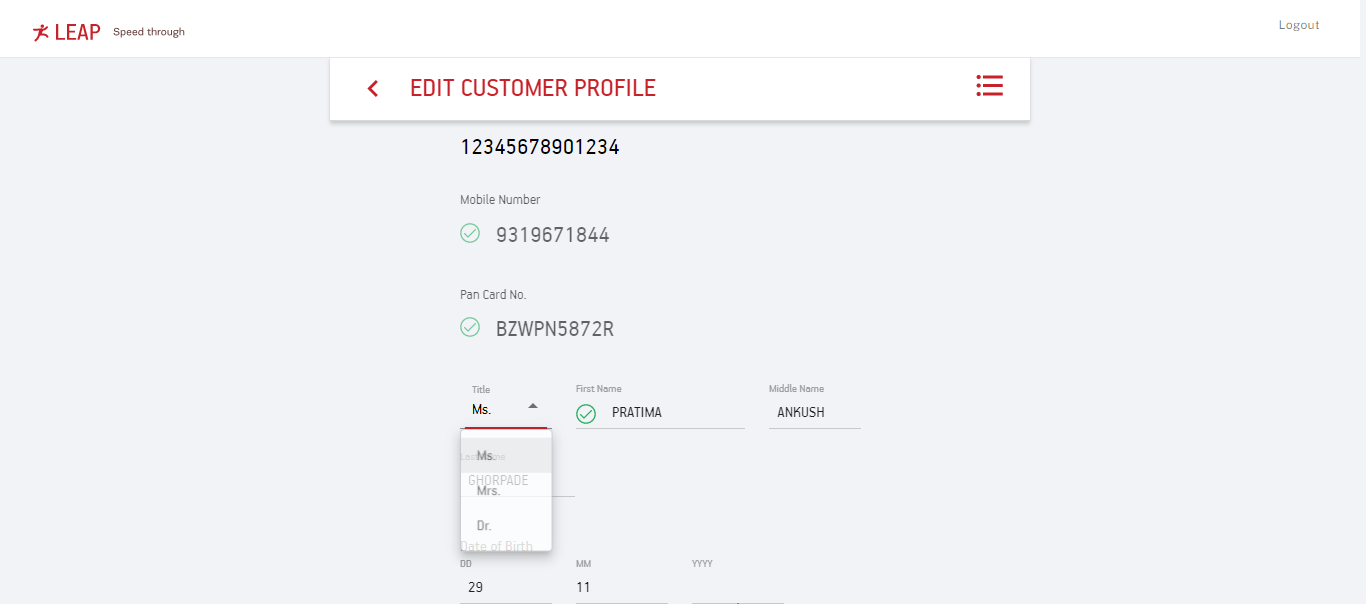 LEAP Speed through
Logout
EDIT CUSTOMER PROFILE
12345678901234
Mobile Number
9319671844
Pan Card No.
BZWPN5872R
Title First Name Middle Name
Ms. PRATIMA ANKUSH
Last Name
Ms.
GHORPADE
Mrs.
Dr.
Date of Birth
DD MM YYYY
29 11